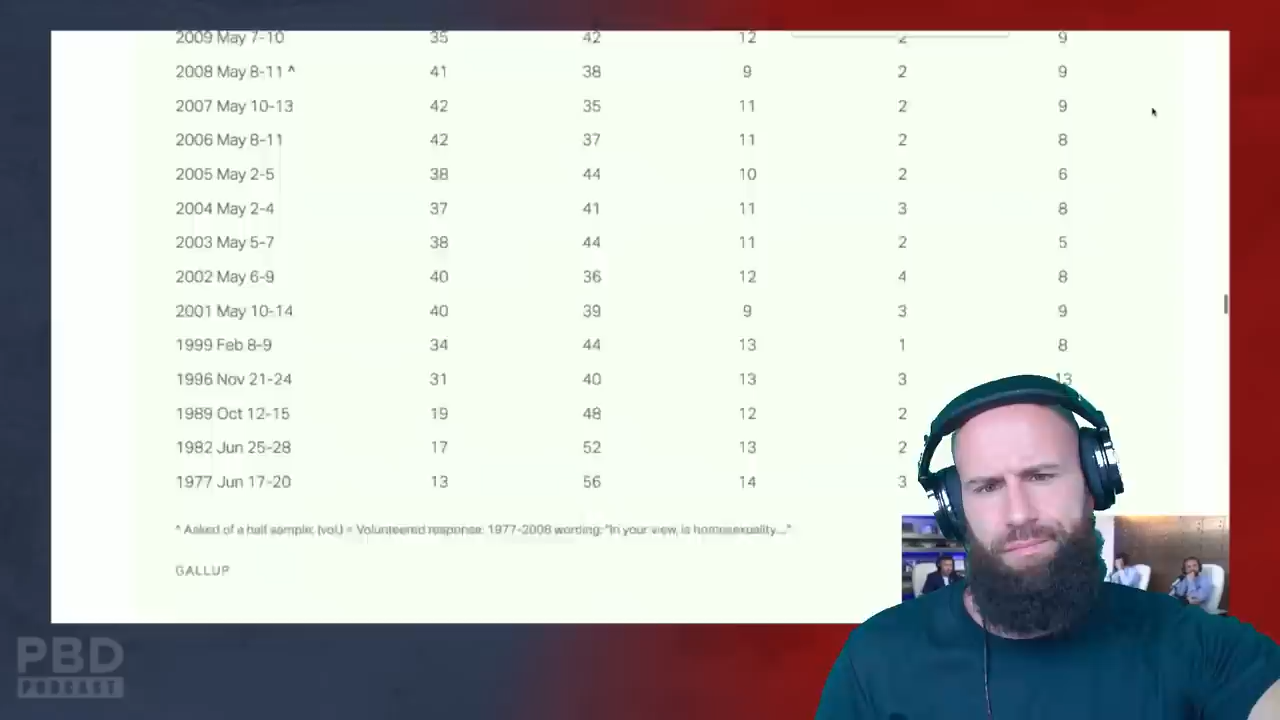 2009 May 7-10 35 42 12 2 9
2008 May 8-11 ^ 41 38 9 2 9
2007 May 10-13 42 35 11 2 9
2006 May 8-11 42 37 11 2 8
2005 May 2-5 38 44 10 2 6
2004 May 2-4 37 41 11 3 8
2003 May 5-7 38 44 11 2 5
2002 May 6-9 40 36 12 4 8
2001 May 10-14 40 39 9 3 9
1999 Feb 8-9 34 44 13 1 8
1996 Nov 21-24 31 40 13 3 13
1989 Oct 12-15 19 48 12 2
1982 Jun 25-28 17 52 13 2
1977 Jun 17-20 13 56 14 3
^ Asked of a half sample; (vol.) = Volunteered response; 1977-2008 wording: "In your view, is homosexuality..."
GALLUP
PBD
PODCAST